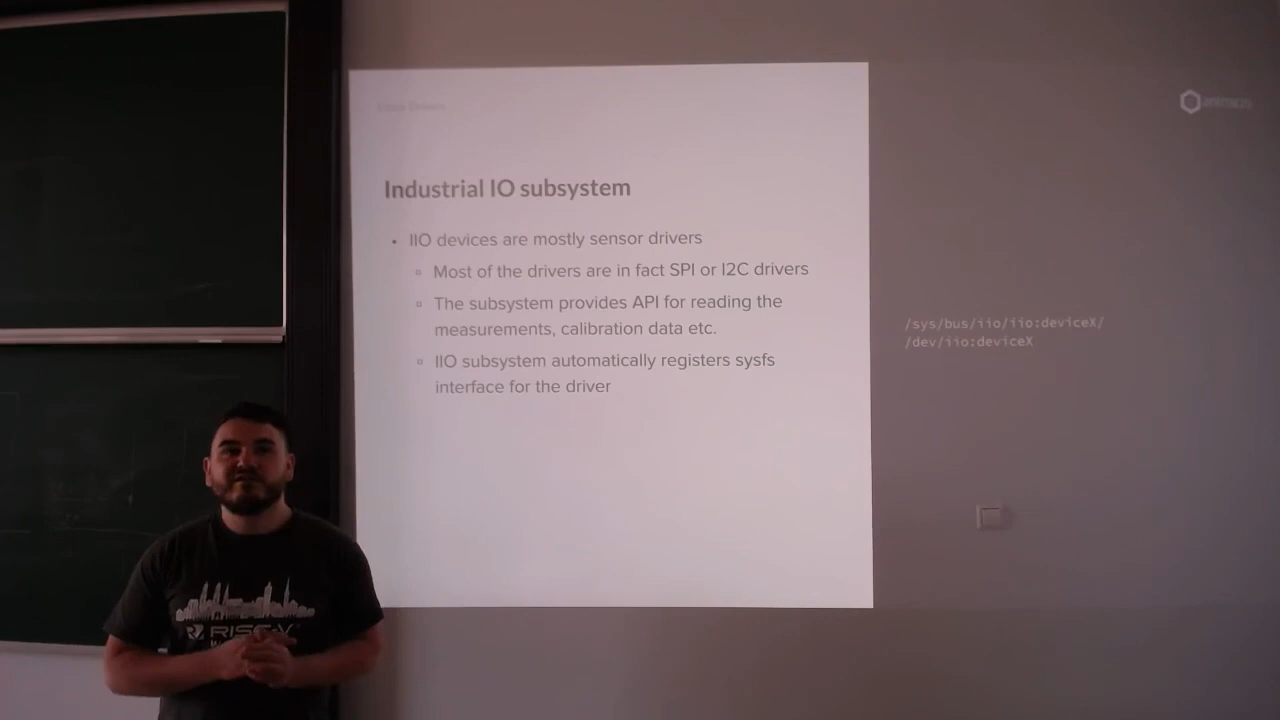 Industrial IO subsystem
• IIO devices are mostly sensor drivers
▫ Most of the drivers are in fact SPI or I2C drivers
▫ The subsystem provides API for reading the
measurements, calibration data etc.
▫ IIO subsystem automatically registers sysfs
interface for the driver
/sys/bus/iio/iio:deviceX/
/dev/iio:deviceX
RISC-V